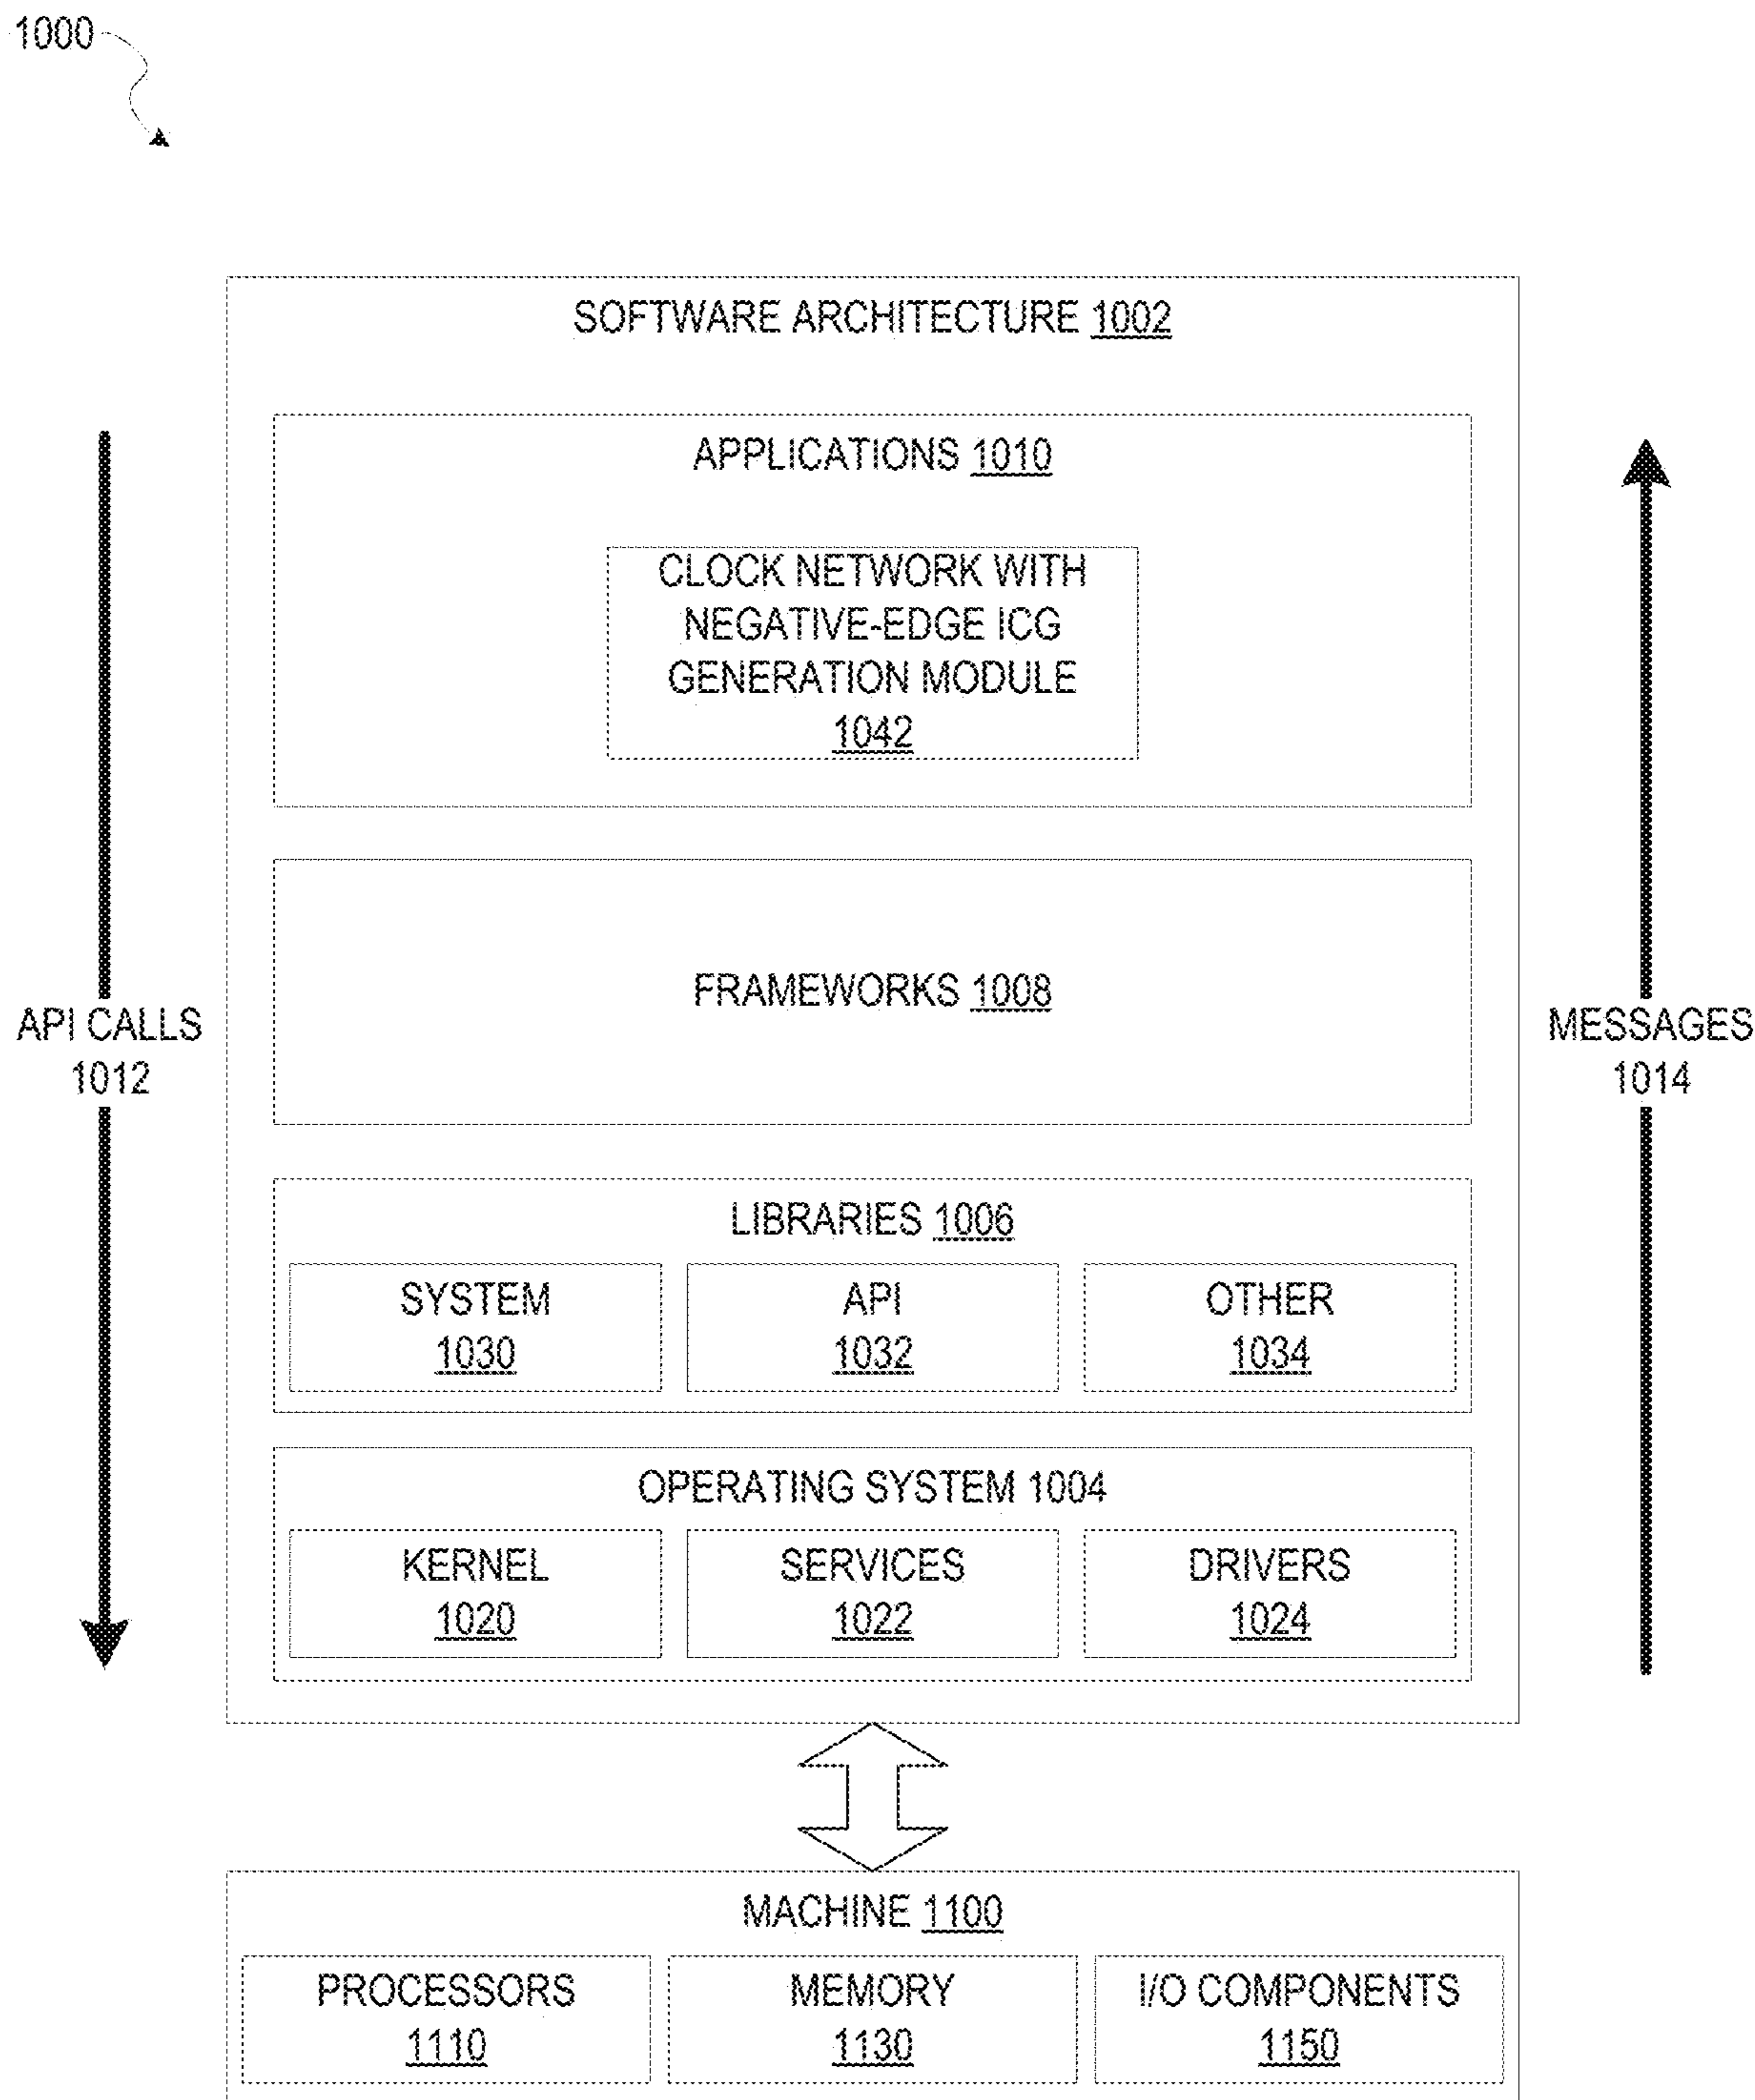 1000
SOFTWARE ARCHITECTURE 1002
APPLICATIONS 1010
CLOCK NETWORK WITH
NEGATIVE-EDGE ICG
GENERATION MODULE
1042
FRAMEWORKS 1008
API CALLS
1012
MESSAGES
1014
LIBRARIES 1006
SYSTEM
1030
API
1032
OTHER
1034
OPERATING SYSTEM 1004
KERNEL
1020
SERVICES
1022
DRIVERS
1024
MACHINE 1100
PROCESSORS
1110
MEMORY
1130
I/O COMPONENTS
1150